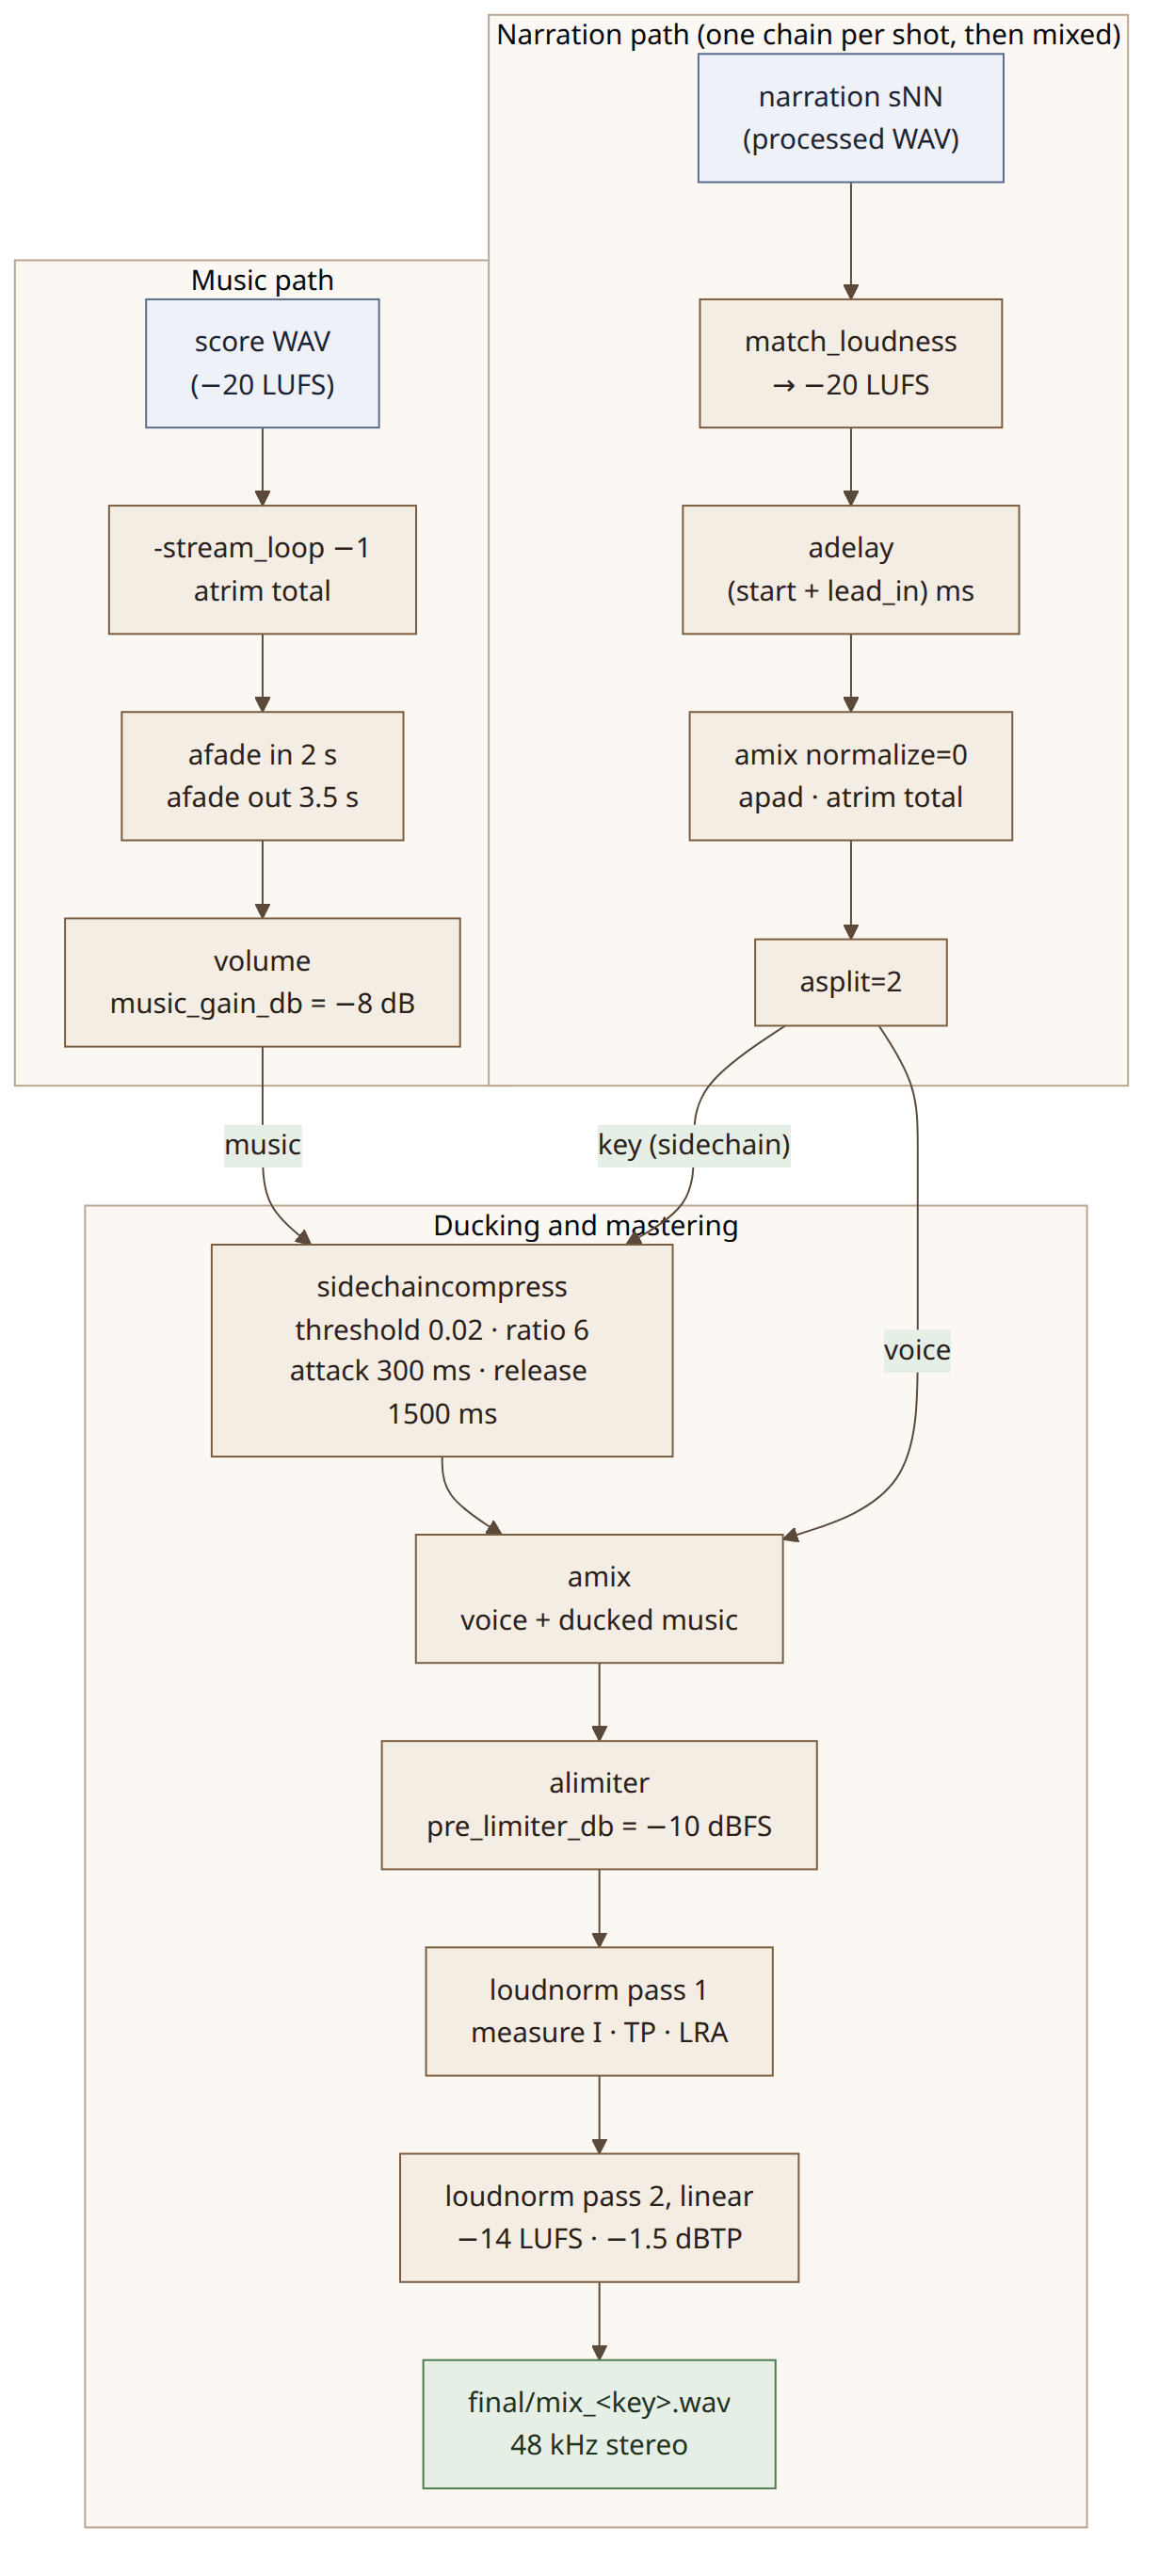 Narration path (one chain per shot, then mixed)
narration sNN
(processed WAV)
match_loudness
→ −20 LUFS
adelay
(start + lead_in) ms
amix normalize=0
apad · atrim total
asplit=2
Music path
score WAV
(−20 LUFS)
-stream_loop −1
atrim total
afade in 2 s
afade out 3.5 s
volume
music_gain_db = −8 dB
music
key (sidechain)
voice
Ducking and mastering
sidechaincompress
threshold 0.02 · ratio 6
attack 300 ms · release
1500 ms
amix
voice + ducked music
alimiter
pre_limiter_db = −10 dBFS
loudnorm pass 1
measure I · TP · LRA
loudnorm pass 2, linear
−14 LUFS · −1.5 dBTP
final/mix_<key>.wav
48 kHz stereo